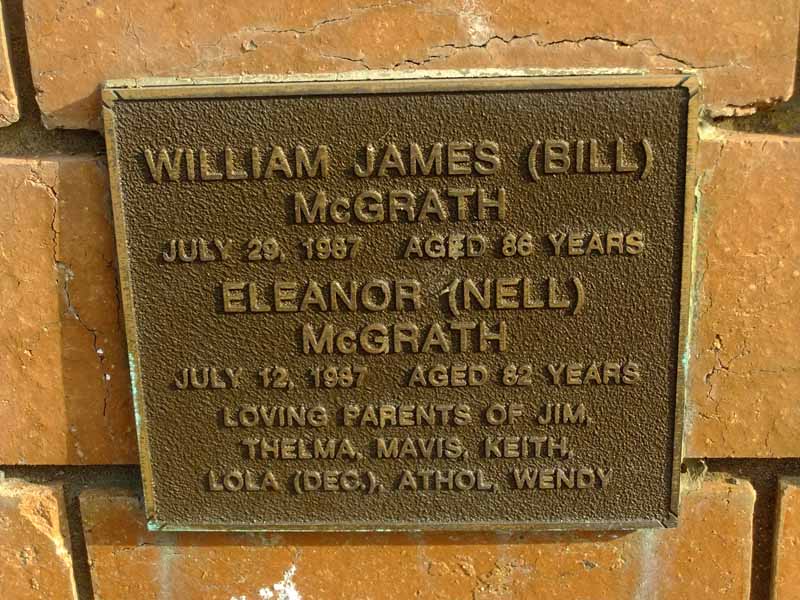 WILLIAM JAMES (BILL)
McGRATH
JULY 29, 1987 AGED 86 YEARS
ELEANOR (NELL)
McGRATH
JULY 12, 1987 AGED 82 YEARS
LOVING PARENTS OF JIM,
THELMA, MAVIS, KEITH,
LOLA (DEC.), ATHOL, WENDY